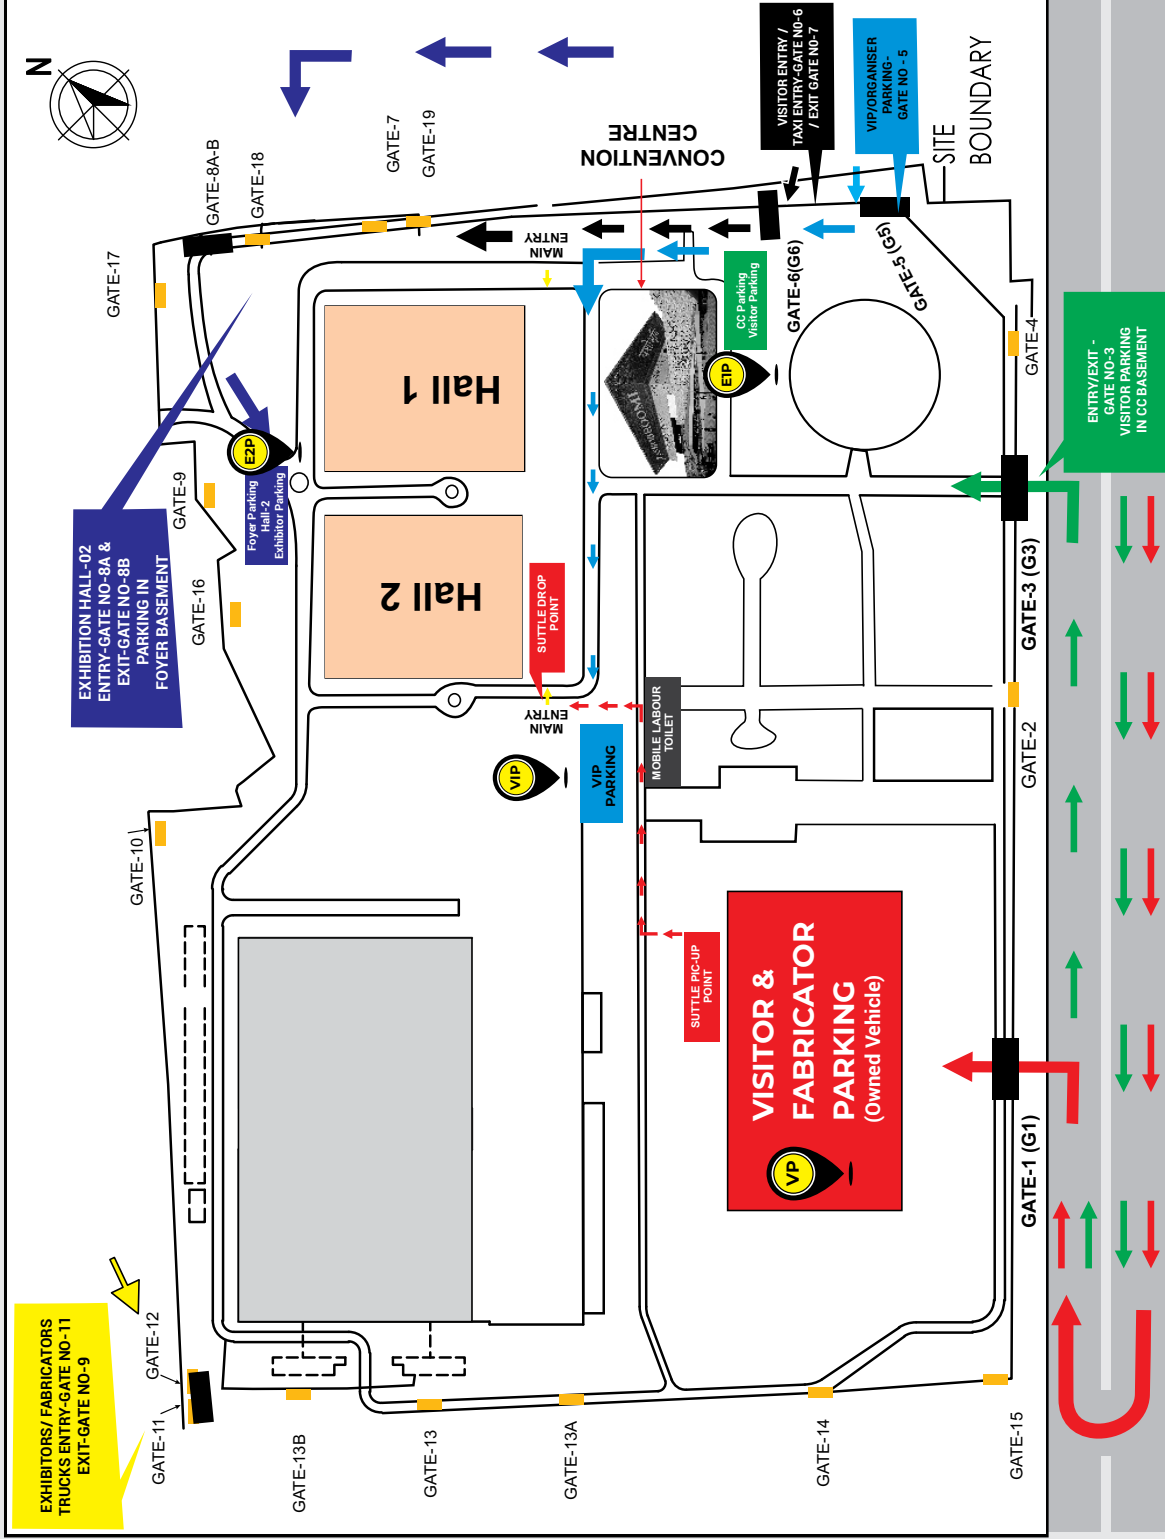 N
GATE-17
GATE-8A-B
GATE-18
GATE-7
GATE-19
CONVENTION
CENTRE
VISITOR ENTRY /
TAXI ENTRY-GATE NO-6
/ EXIT GATE NO-7
VIP/ORGANISER
PARKING-
GATE NO - 5
SITE
BOUNDARY
MAIN
ENTRY
GATE-6(G6)
GATE-5 (G5)
CC Parking
Visitor Parking
E1P
YASHOBHOOMI
Hall 1
E2P
Foyer Parking
Hall-2
Exhibitor Parking
GATE-9
GATE-16
EXHIBITION HALL-02
ENTRY-GATE NO-8A &
EXIT-GATE NO-8B
PARKING IN
FOYER BASEMENT
Hall 2
SUTTLE DROP
POINT
MAIN
ENTRY
GATE-4
ENTRY/EXIT -
GATE NO-3
VISITOR PARKING
IN CC BASEMENT
GATE-3 (G3)
GATE-2
MOBILE LABOUR
TOILET
VIP
VIP
PARKING
GATE-10
SUTTLE PIC-UP
POINT
VISITOR &
FABRICATOR
PARKING
(Owned Vehicle)
VP
GATE-1 (G1)
EXHIBITORS/ FABRICATORS
TRUCKS ENTRY-GATE NO-11
EXIT-GATE NO-9
GATE-12
GATE-11
GATE-13B
GATE-13
GATE-13A
GATE-14
GATE-15